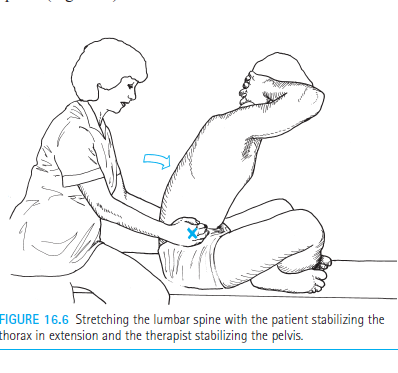 FIGURE 16.6 Stretching the lumbar spine with the patient stabilizing the
thorax in extension and the therapist stabilizing the pelvis.